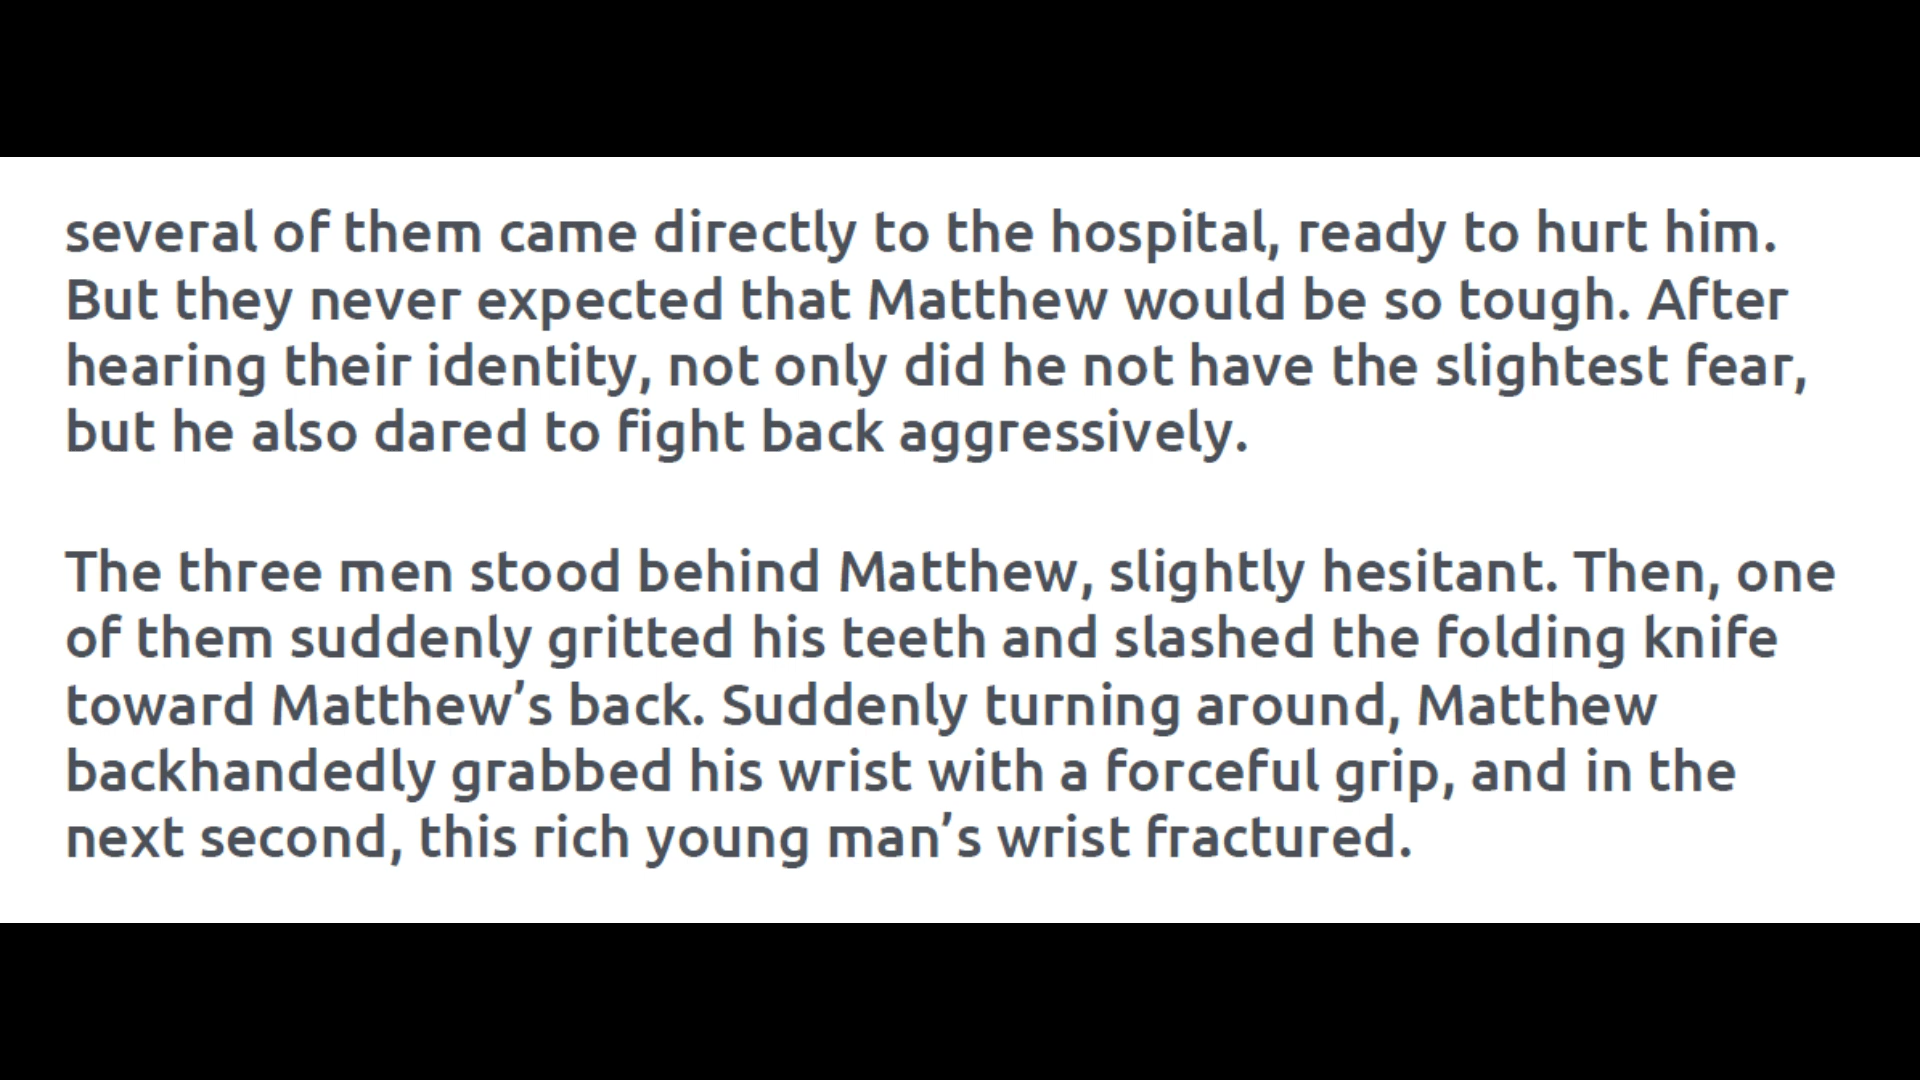 several of them came directly to the hospital, ready to hurt him.
But they never expected that Matthew would be so tough. After
hearing their identity, not only did he not have the slightest fear,
but he also dared to fight back aggressively.
The three men stood behind Matthew, slightly hesitant. Then, one
of them suddenly gritted his teeth and slashed the folding knife
toward Matthew’s back. Suddenly turning around, Matthew
backhandedly grabbed his wrist with a forceful grip, and in the
next second, this rich young man’s wrist fractured.